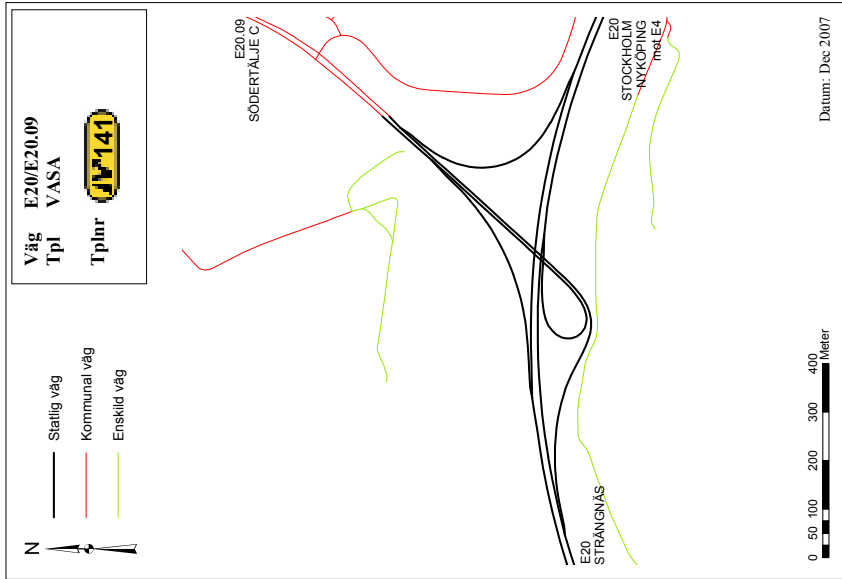 Väg E20/E20.09
Tpl VASA
Tplnr 141
N
Statlig väg
Kommunal väg
Enskild väg
E20.09
SÖDERTÄLJE C
E20
STOCKHOLM
NYKÖPING
mot E4
E20
STRÄNGNÄS
0 50 100 200 300 400
Meter
Datum: Dec 2007